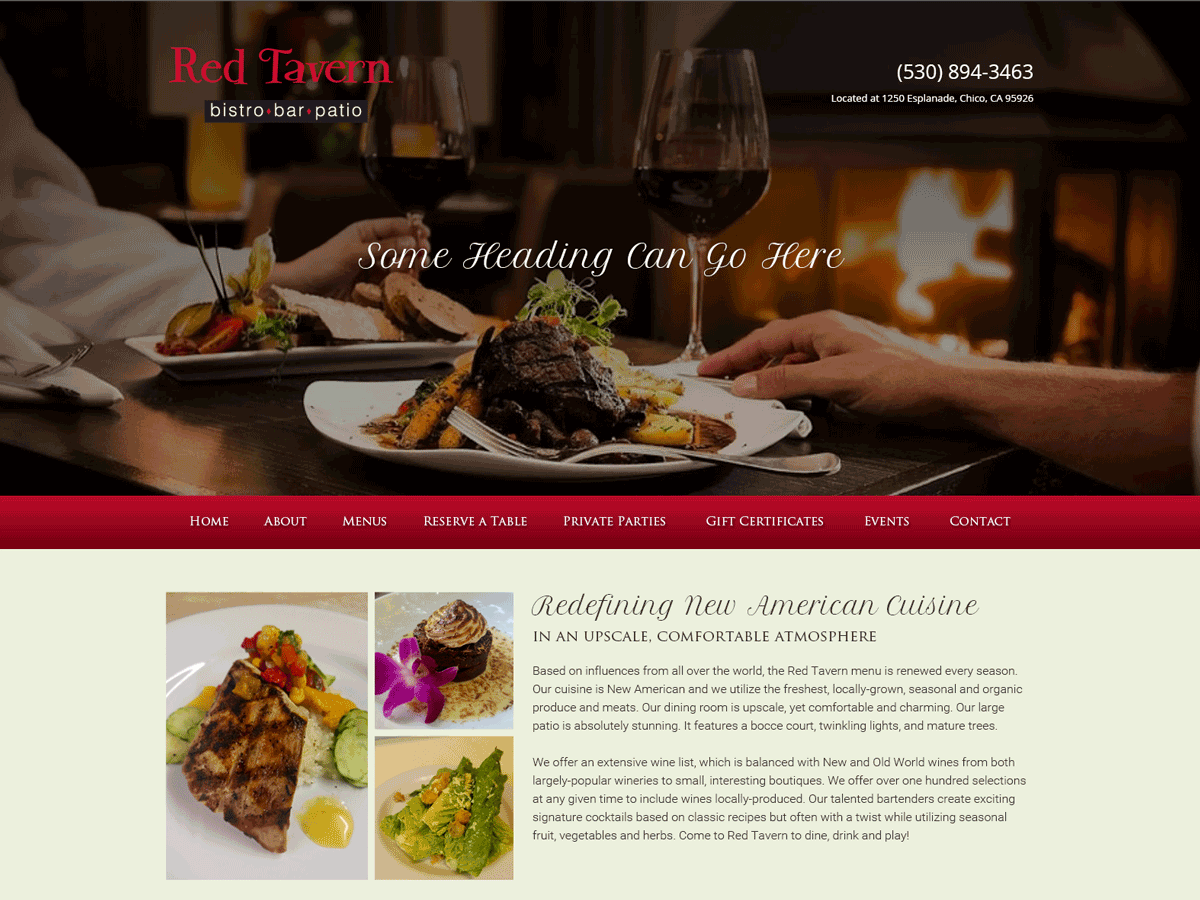 Red Tavern
bistro♦bar♦patio
(530) 894-3463
Located at 1250 Esplanade, Chico, CA 95926
Some Heading Can Go Here
Home About Menus Reserve a Table Private Parties Gift Certificates Events Contact
Redefining New American Cuisine
IN AN UPSCALE, COMFORTABLE ATMOSPHERE
Based on influences from all over the world, the Red Tavern menu is renewed every season.
Our cuisine is New American and we utilize the freshest, locally-grown, seasonal and organic
produce and meats. Our dining room is upscale, yet comfortable and charming. Our large
patio is absolutely stunning. It features a bocce court, twinkling lights, and mature trees.
We offer an extensive wine list, which is balanced with New and Old World wines from both
largely-popular wineries to small, interesting boutiques. We offer over one hundred selections
at any given time to include wines locally-produced. Our talented bartenders create exciting
signature cocktails based on classic recipes but often with a twist while utilizing seasonal
fruit, vegetables and herbs. Come to Red Tavern to dine, drink and play!